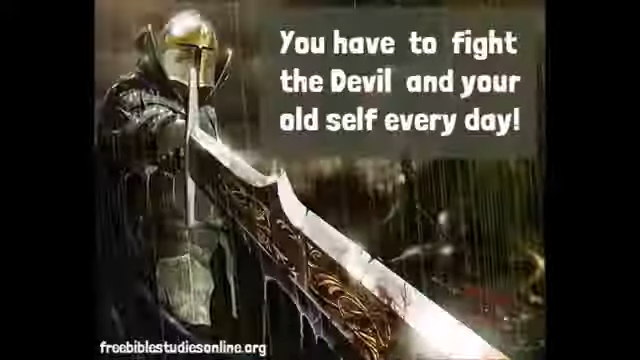 You have to fight
the Devil and your
old self every day!
freebiblestudiesonline.org